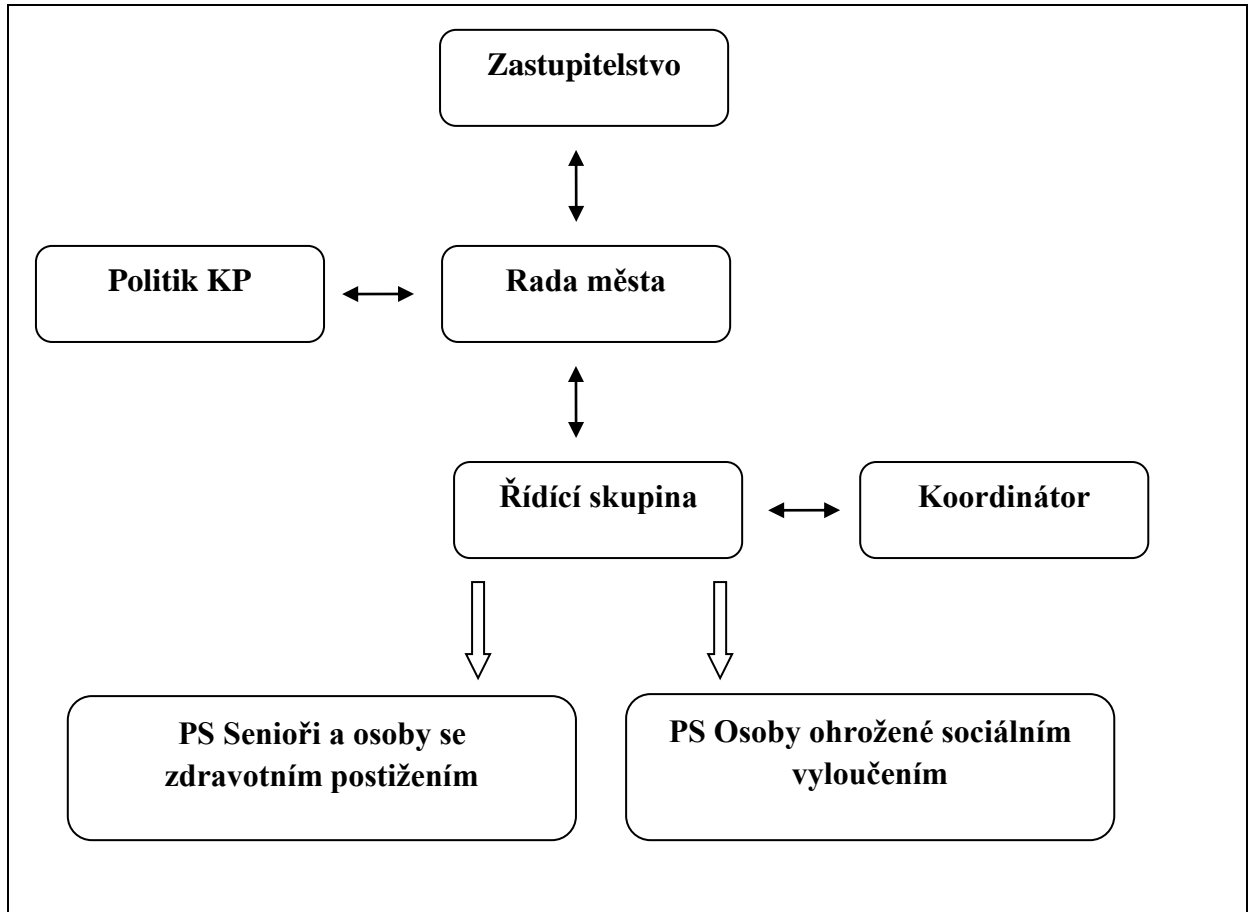 Zastupitelstvo
Politik KP
Rada města
Řídící skupina
Koordinátor
PS Senioři a osoby se
zdravotním postižením
PS Osoby ohrožené sociálním
vyloučením